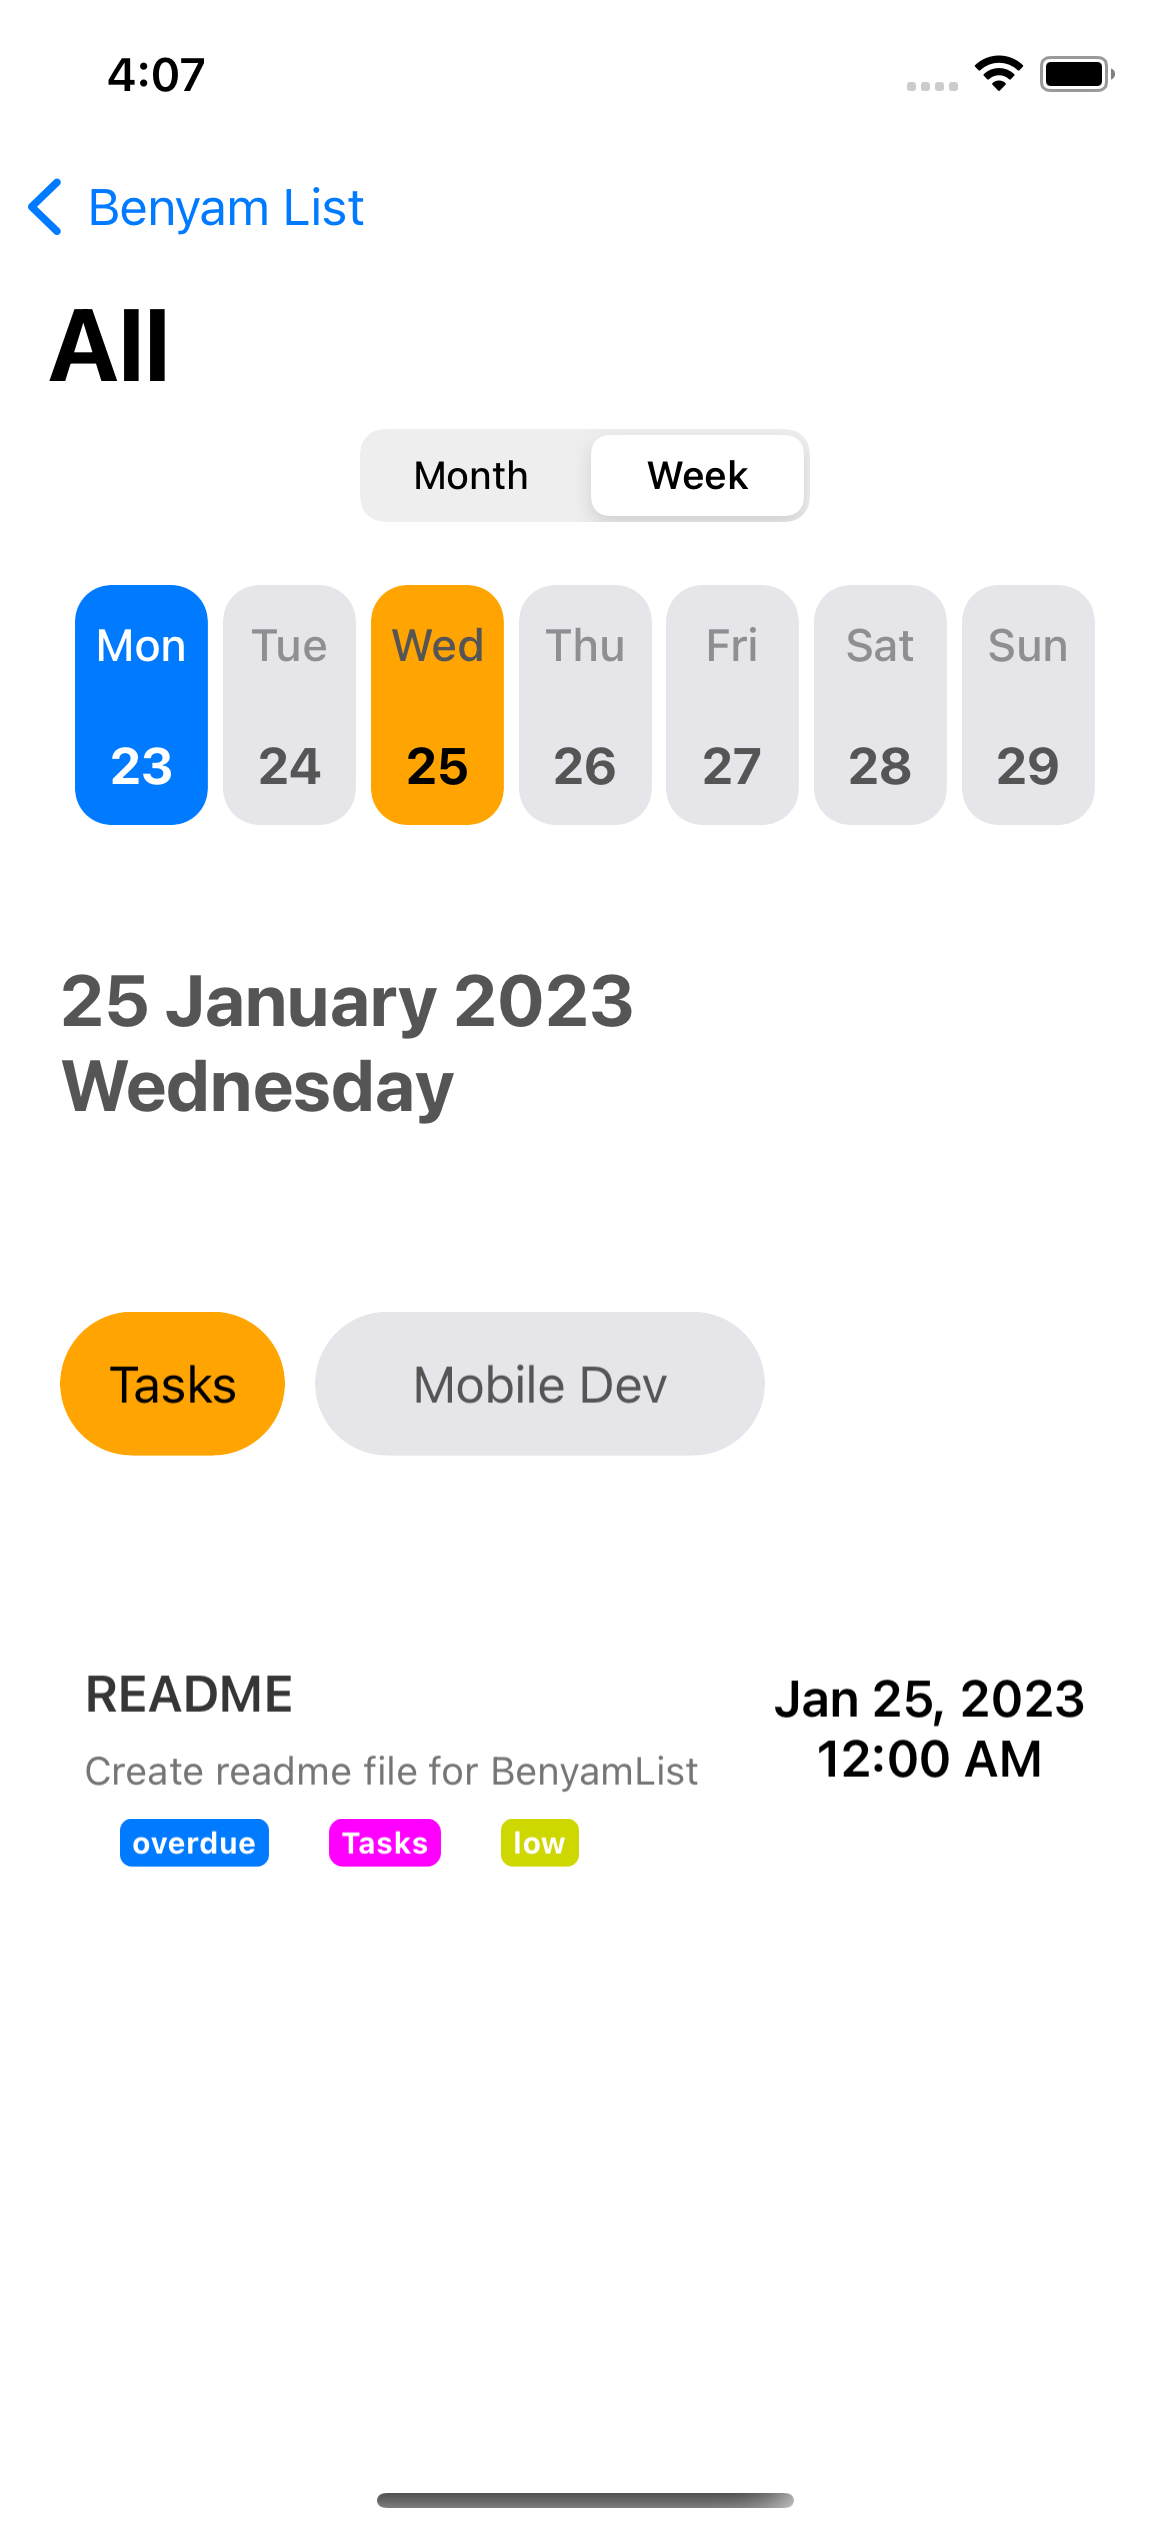 4:07
Benyam List
All
Month Week
Mon Tue Wed Thu Fri Sat Sun
23 24 25 26 27 28 29
25 January 2023
Wednesday
Tasks Mobile Dev
README
Create readme file for BenyamList
overdue Tasks low
Jan 25, 2023
12:00 AM